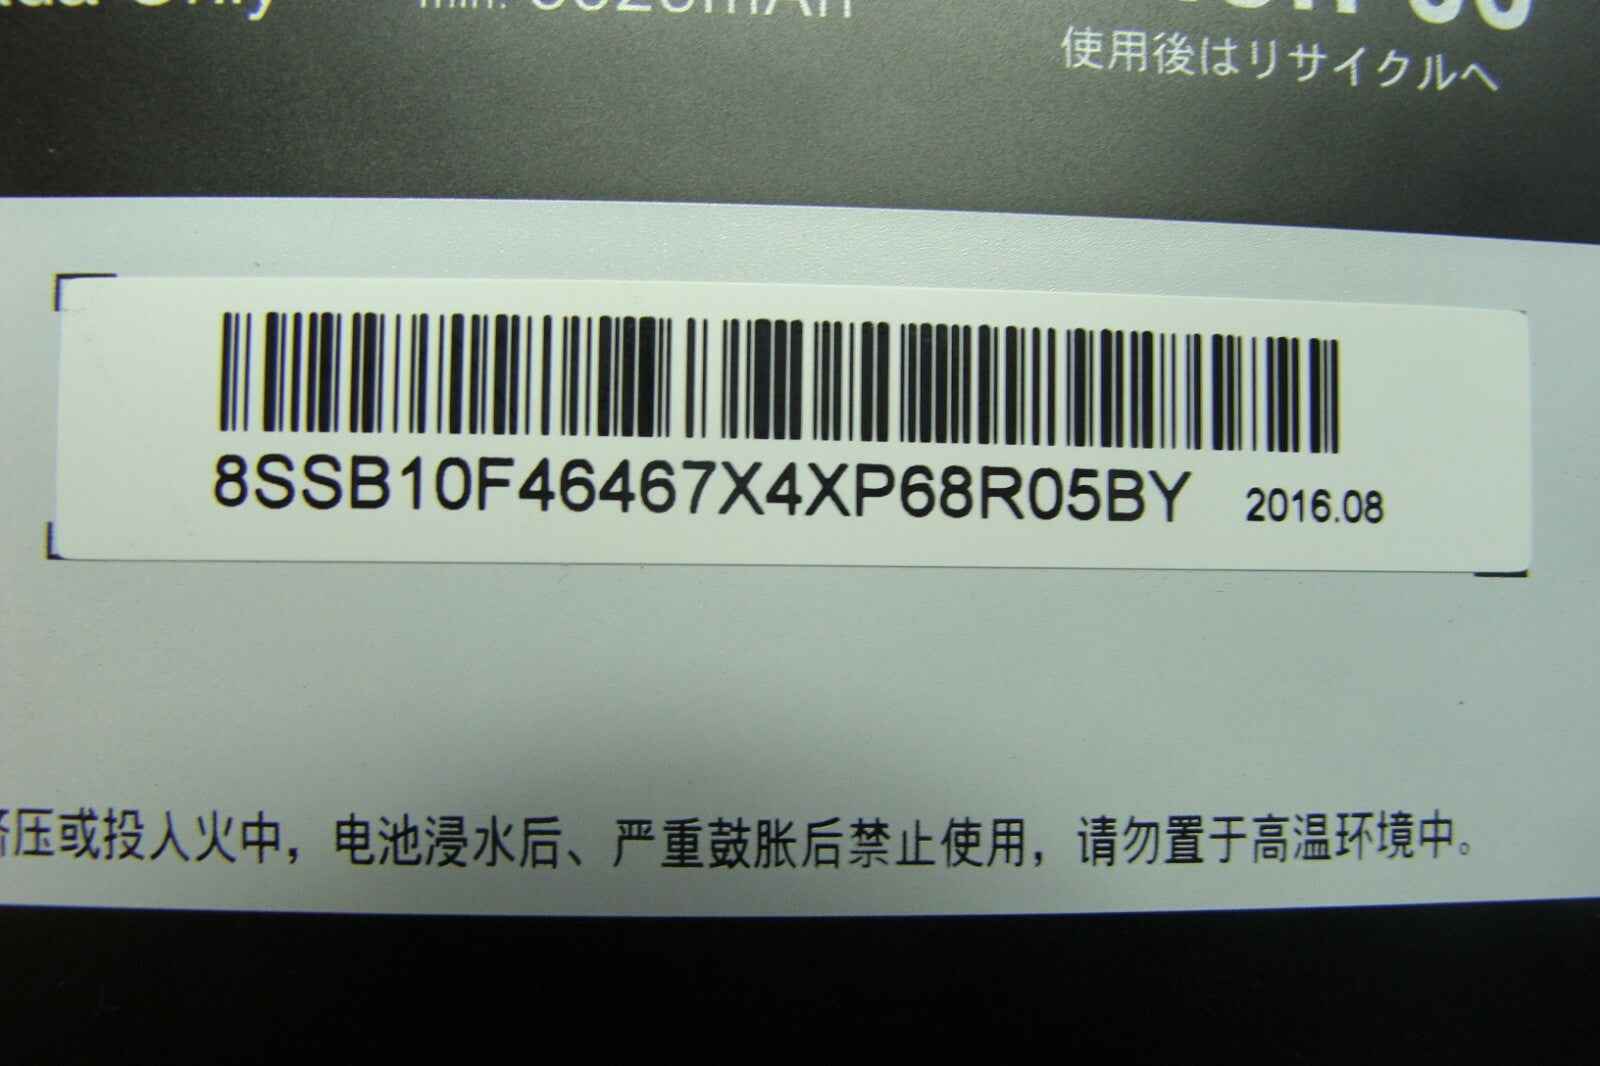 Only min.
使用後はリサイクルへ
8SSB10F46467X4XP68R05BY 2016.08
压或投入火中，电池浸水后、严重鼓胀后禁止使用，请勿置于高温环境中。